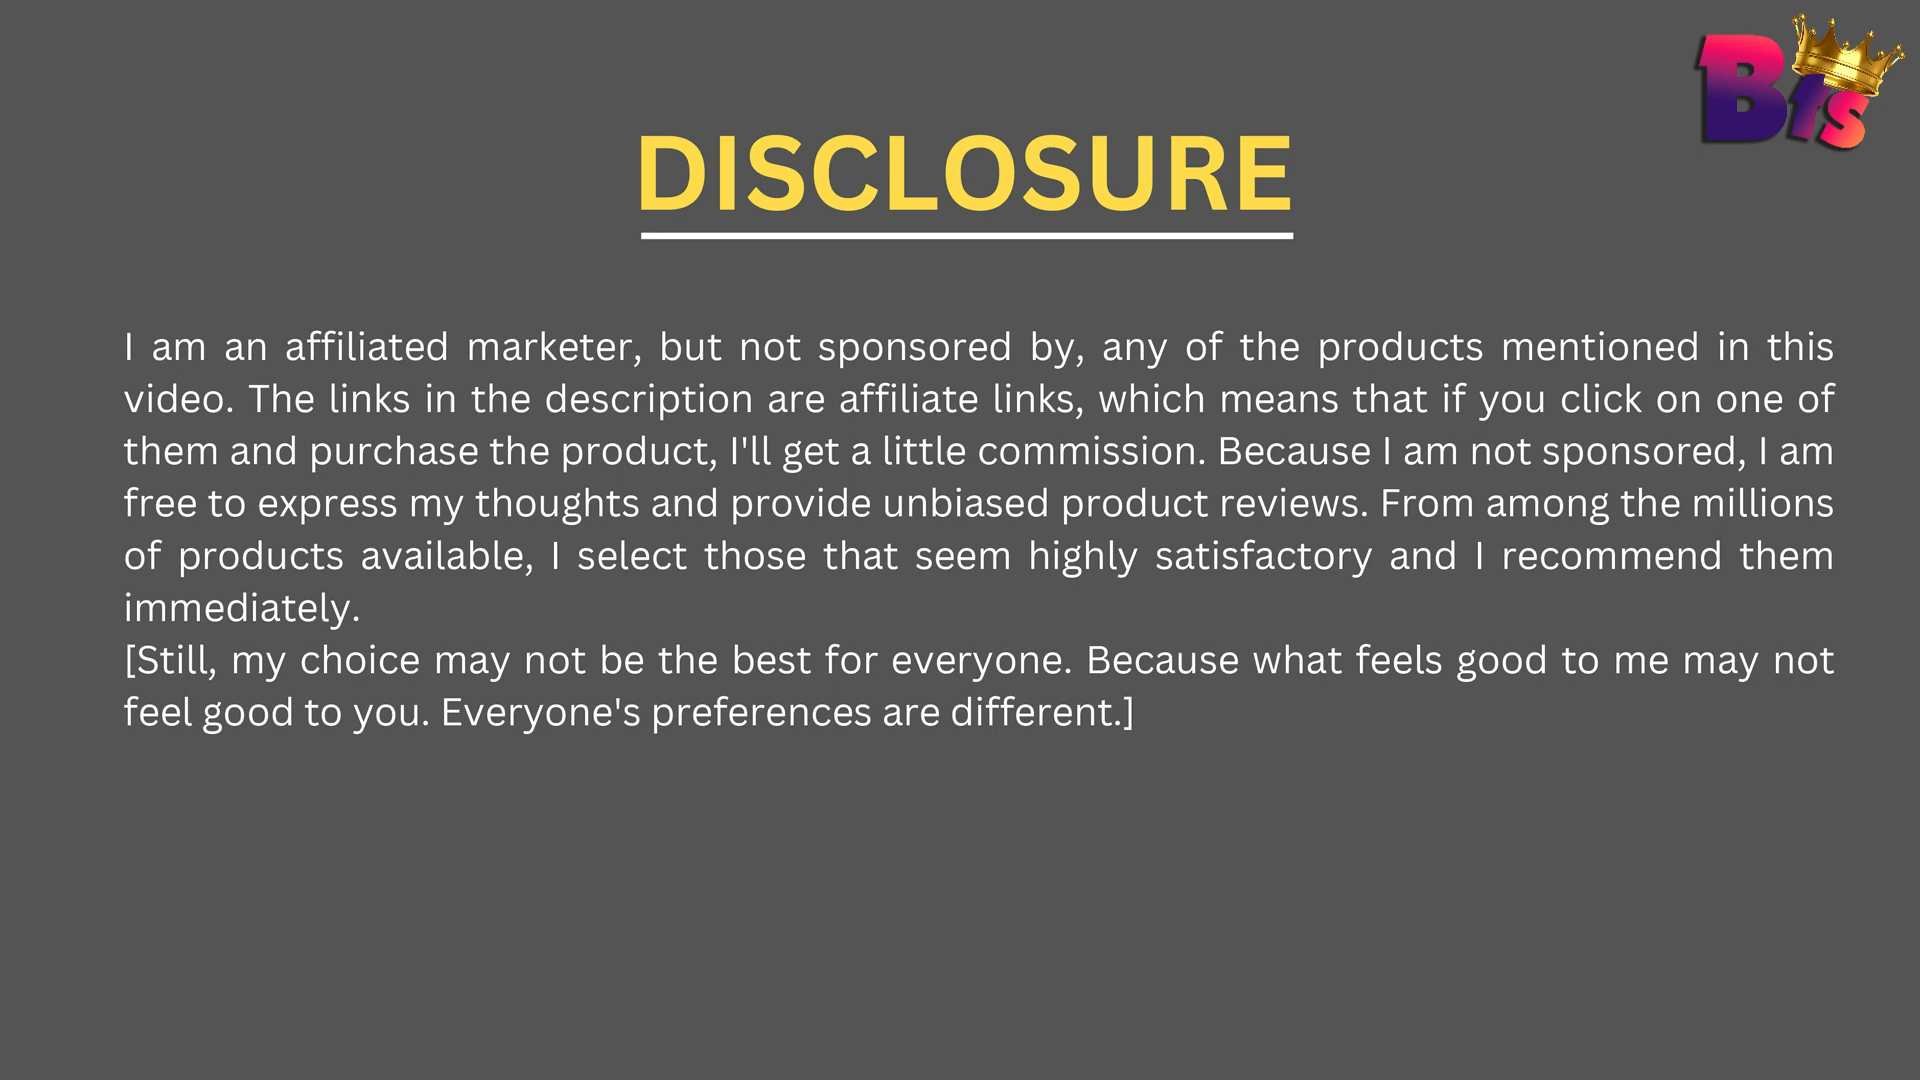 Bfs
DISCLOSURE
I am an affiliated marketer, but not sponsored by, any of the products mentioned in this
video. The links in the description are affiliate links, which means that if you click on one of
them and purchase the product, I'll get a little commission. Because I am not sponsored, I am
free to express my thoughts and provide unbiased product reviews. From among the millions
of products available, I select those that seem highly satisfactory and I recommend them
immediately.
[Still, my choice may not be the best for everyone. Because what feels good to me may not
feel good to you. Everyone's preferences are different.]